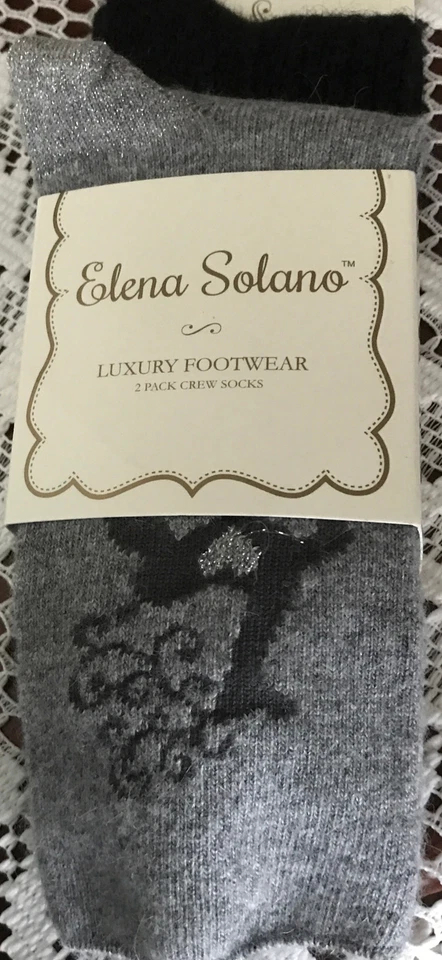 Elena Solano™
LUXURY FOOTWEAR
2 PACK CREW SOCKS